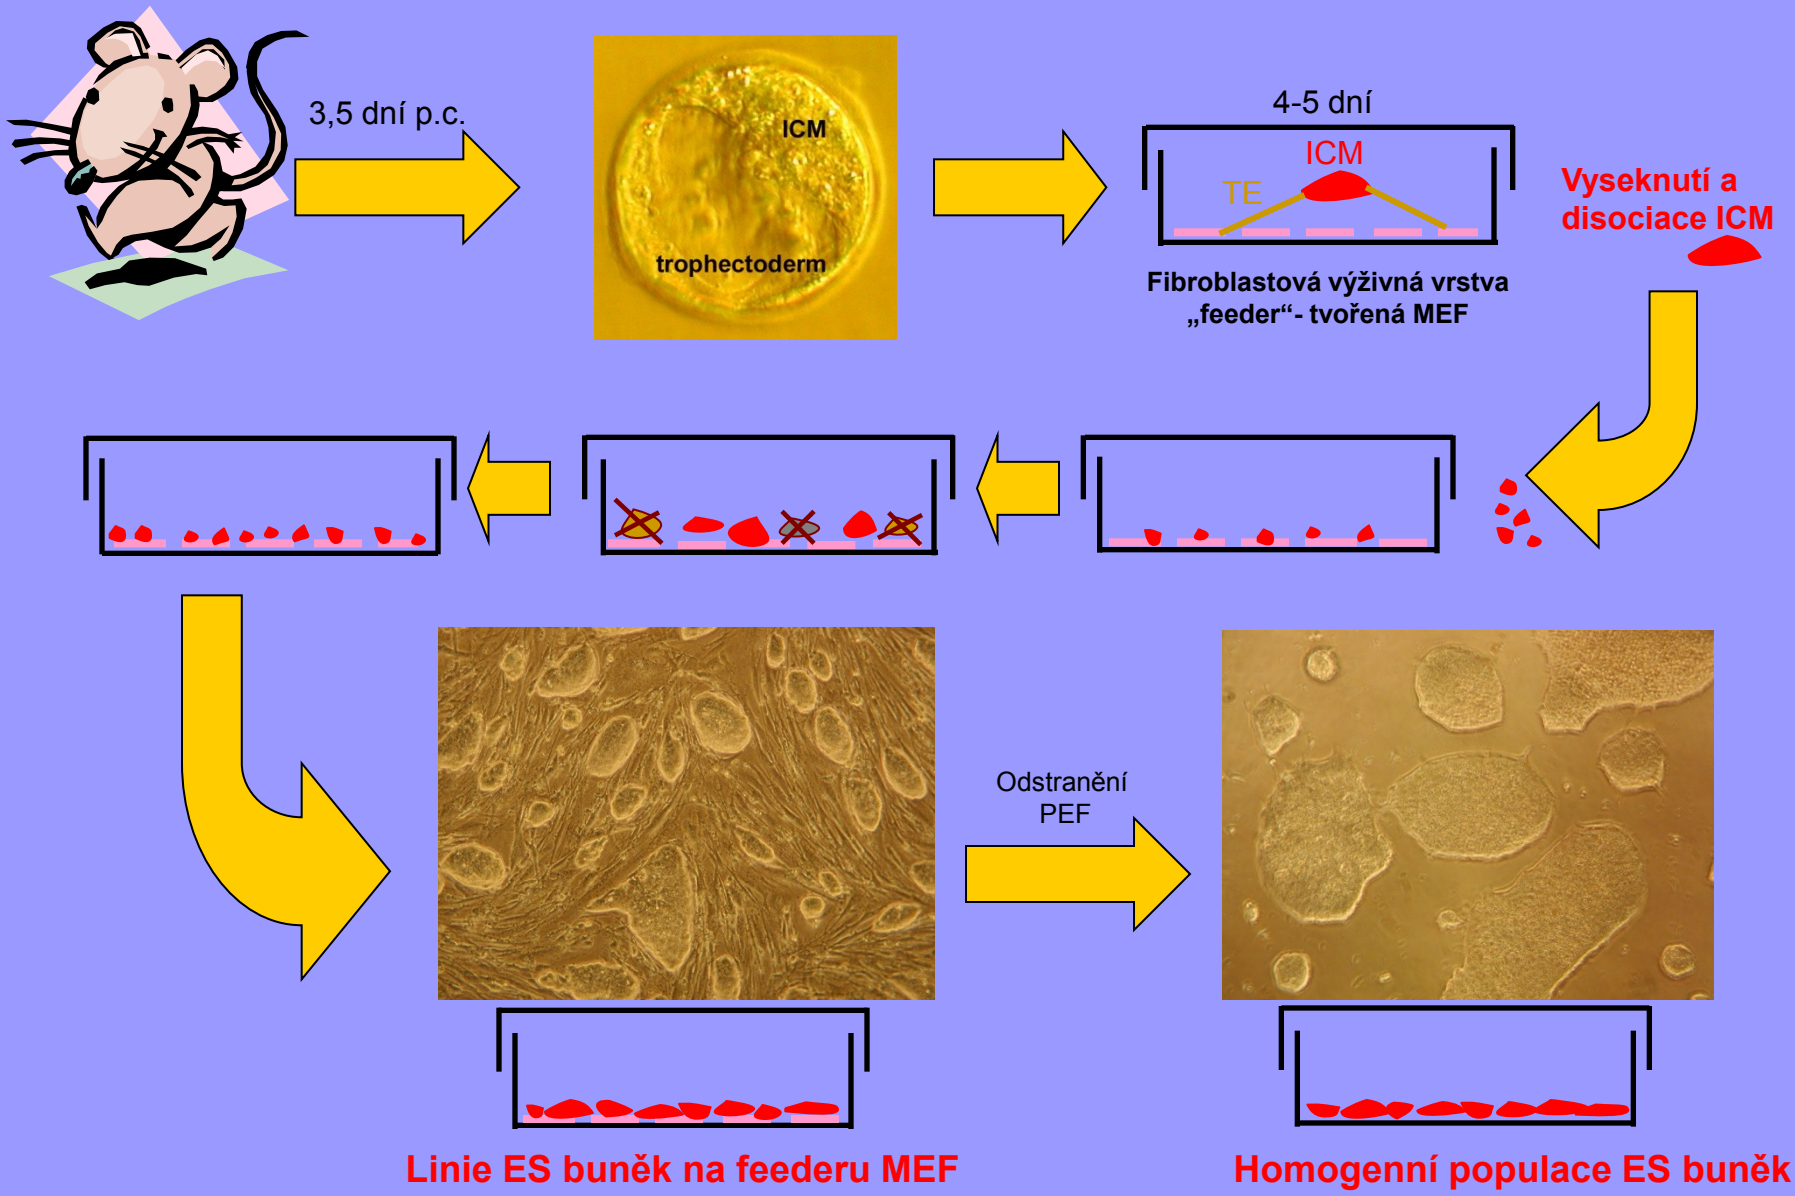 3,5 dní p.c.
ICM
trophectoderm
4-5 dní
ICM
TE
Fibroblastová výživná vrstva
„feeder“- tvořená MEF
Vyseknutí a
disociace ICM
Odstranění
PEF
Linie ES buněk na feederu MEF
Homogenní populace ES buněk